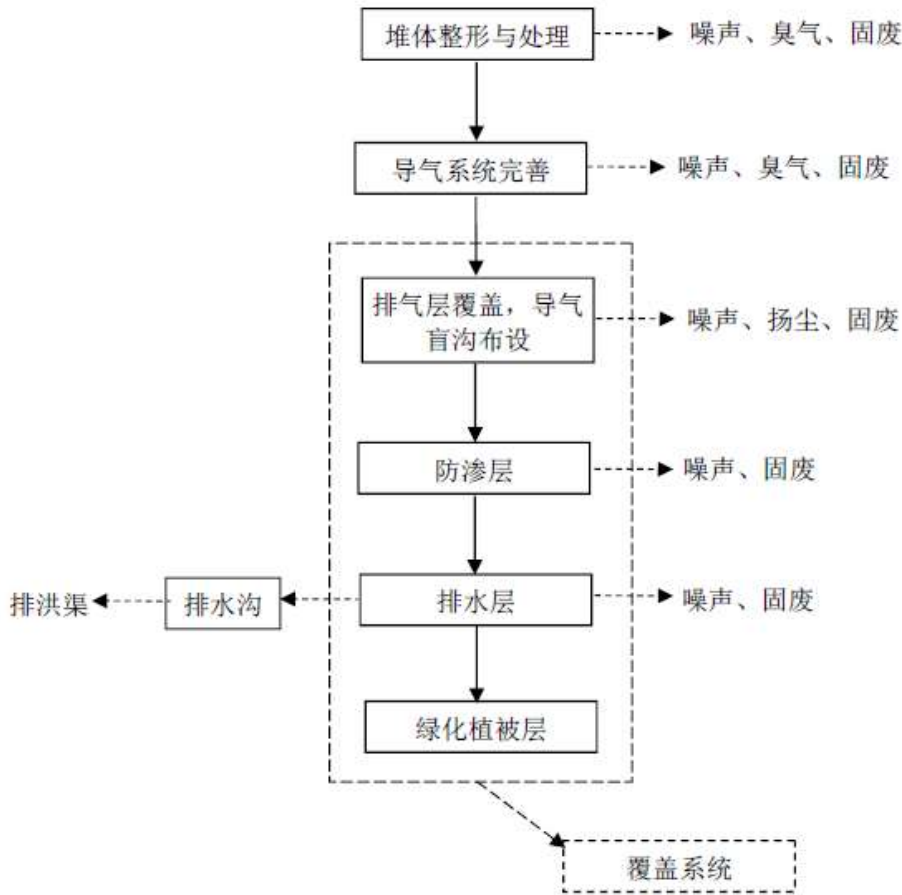 堆体整形与处理
噪声、臭气、固废
导气系统完善
噪声、臭气、固废
排气层覆盖，导气
盲沟布设
噪声、扬尘、固废
防渗层
噪声、固废
排洪渠
排水沟
排水层
噪声、固废
绿化植被层
覆盖系统